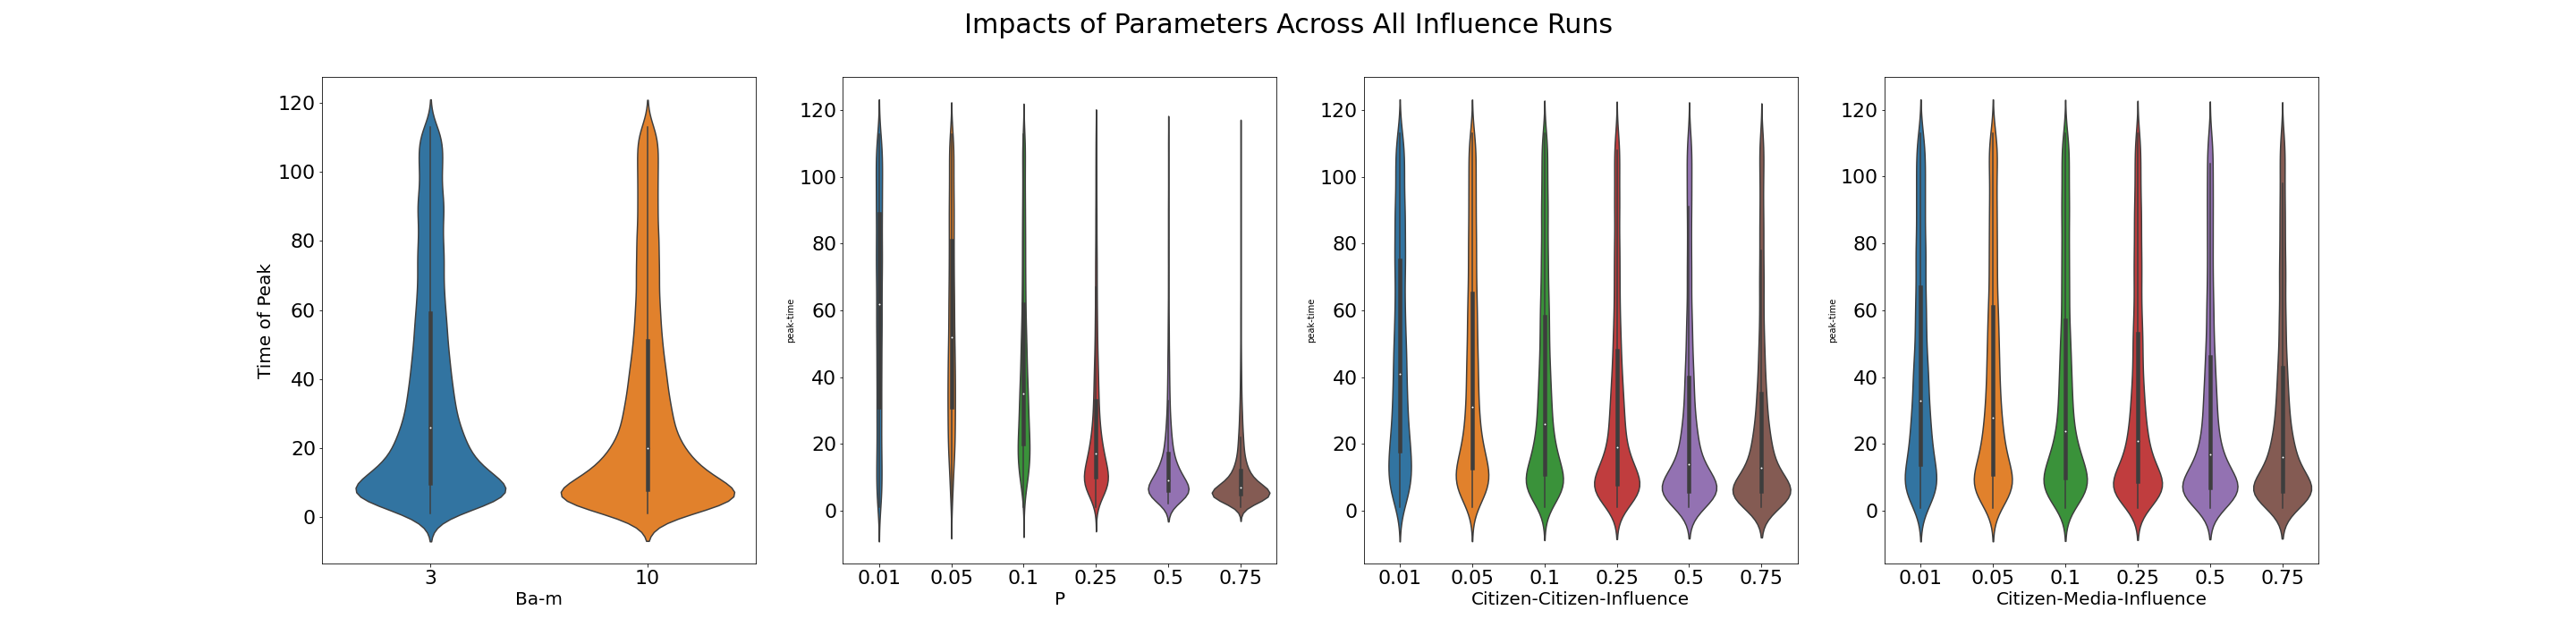 Impacts of Parameters Across All Influence Runs
Time of Peak
120
100
80
60
40
20
0
3 10
Ba-m
peak-time
120
100
80
60
40
20
0
0.01 0.05 0.1 0.25 0.5 0.75
P
peak-time
120
100
80
60
40
20
0
0.01 0.05 0.1 0.25 0.5 0.75
Citizen-Citizen-Influence
peak-time
120
100
80
60
40
20
0
0.01 0.05 0.1 0.25 0.5 0.75
Citizen-Media-Influence